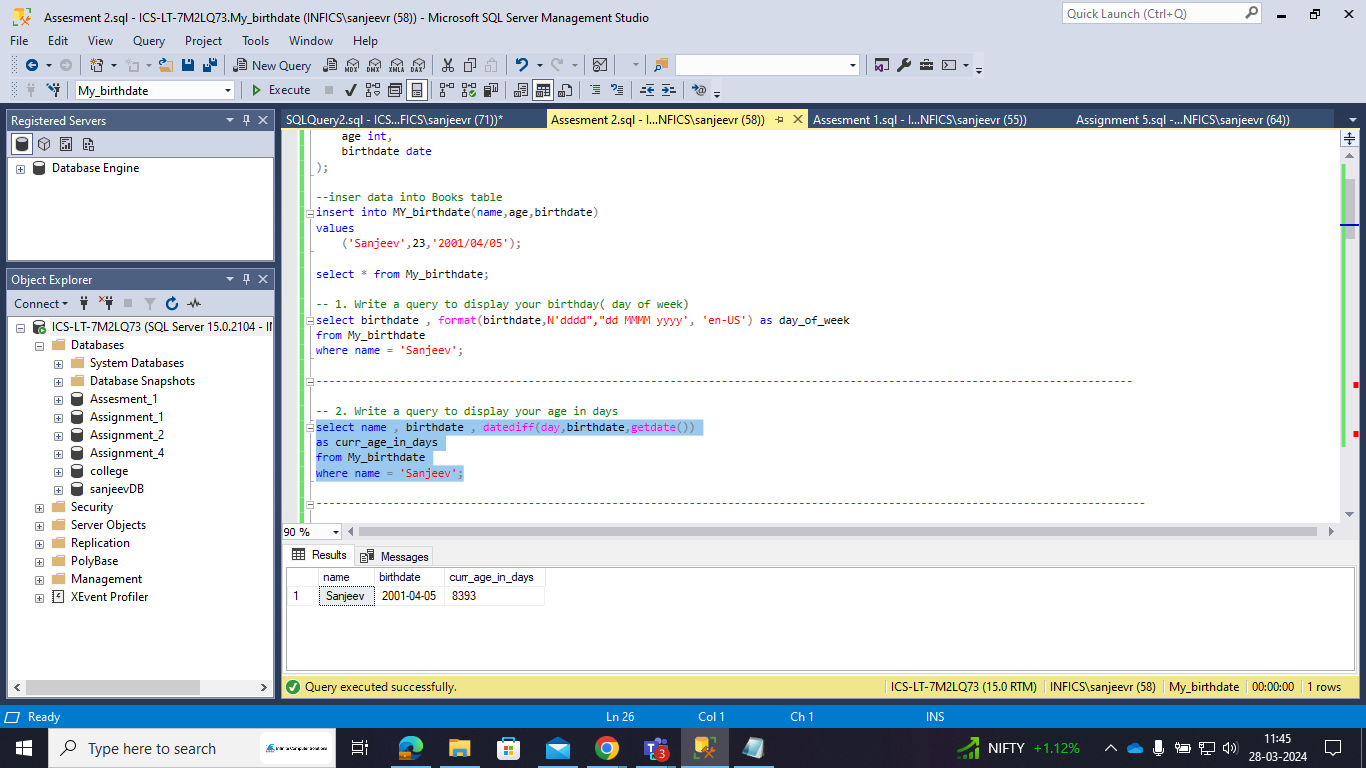 Assesment 2.sql - ICS-LT-7M2LQ73.My_birthdate (INFICS\sanjeevr (58)) - Microsoft SQL Server Management Studio
Quick Launch (Ctrl+Q)
File Edit View Query Project Tools Window Help
New Query MDX DMX XMLA DAX
My_birthdate Execute
Registered Servers
Database Engine
Object Explorer
Connect
ICS-LT-7M2LQ73 (SQL Server 15.0.2104 - IN
Databases
System Databases
Database Snapshots
Assesment_1
Assignment_1
Assignment_2
Assignment_4
college
sanjeevDB
Security
Server Objects
Replication
PolyBase
Management
XEvent Profiler
SQLQuery2.sql - ICS...FICS\sanjeevr (71))* Assesment 2.sql - I...NFICS\sanjeevr (58)) Assesment 1.sql - I...NFICS\sanjeevr (55)) Assignment 5.sql -...NFICS\sanjeevr (64))
age int,
birthdate date
);
--inser data into Books table
insert into MY_birthdate(name,age,birthdate)
values
('Sanjeev',23,'2001/04/05');
select * from My_birthdate;
-- 1. Write a query to display your birthday( day of week)
select birthdate , format(birthdate,N'dddd","dd MMMM yyyy', 'en-US') as day_of_week
from My_birthdate
where name = 'Sanjeev';
-- 2. Write a query to display your age in days
select name , birthdate , datediff(day,birthdate,getdate())
as curr_age_in_days
from My_birthdate
where name = 'Sanjeev';
90 %
Results Messages
name birthdate curr_age_in_days
1 Sanjeev 2001-04-05 8393
Query executed successfully. ICS-LT-7M2LQ73 (15.0 RTM) INFICS\sanjeevr (58) My_birthdate 00:00:00 1 rows
Ready Ln 26 Col 1 Ch 1 INS
Type here to search Infinite Computer Solutions 3 NIFTY +1.12% 11:45
28-03-2024